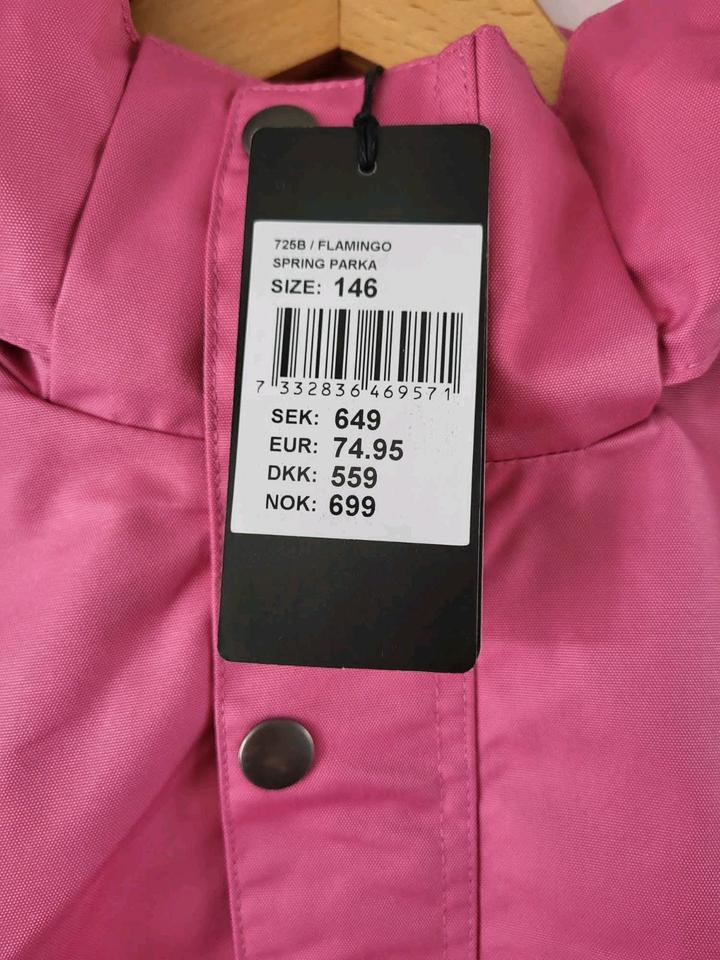 725B / FLAMINGO
SPRING PARKA
SIZE: 146
7 332836 469571
SEK: 649
EUR: 74.95
DKK: 559
NOK: 699